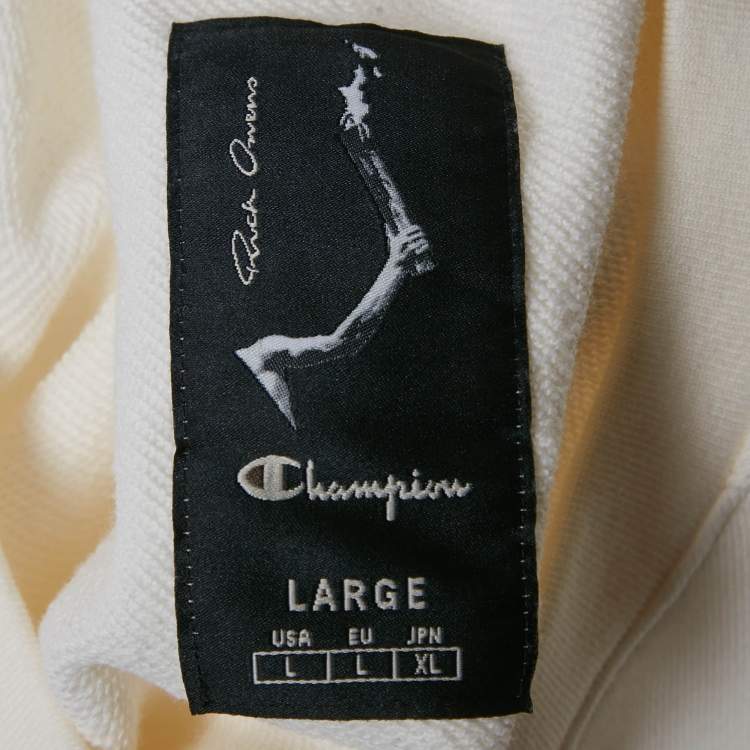 Rick Owens
Champion
LARGE
USA EU JPN
L L XL